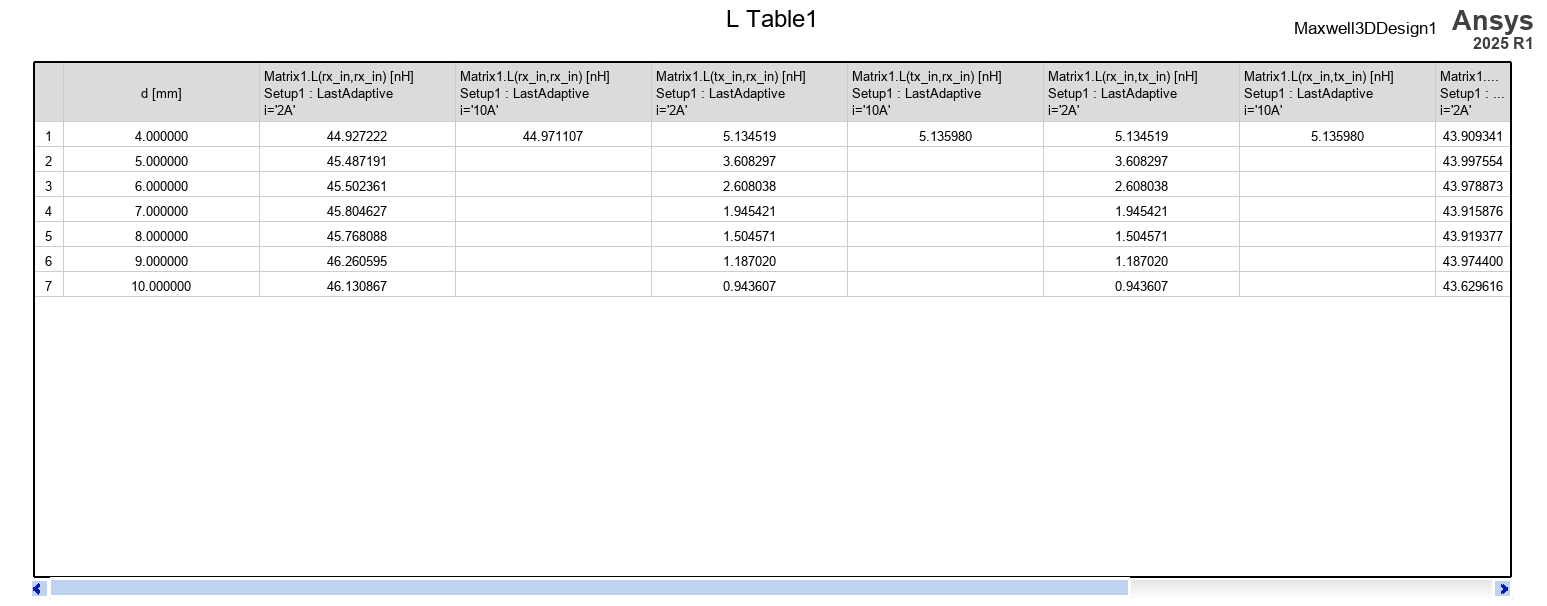 L Table1
Maxwell3DDesign1
Ansys
2025 R1
d [mm]
Matrix1.L(rx_in,rx_in) [nH]
Setup1 : LastAdaptive
i='2A'
Matrix1.L(rx_in,rx_in) [nH]
Setup1 : LastAdaptive
i='10A'
Matrix1.L(tx_in,rx_in) [nH]
Setup1 : LastAdaptive
i='2A'
Matrix1.L(tx_in,rx_in) [nH]
Setup1 : LastAdaptive
i='10A'
Matrix1.L(rx_in,tx_in) [nH]
Setup1 : LastAdaptive
i='2A'
Matrix1.L(rx_in,tx_in) [nH]
Setup1 : LastAdaptive
i='10A'
Matrix1....
Setup1 : ...
i='2A'
1 4.000000 44.927222 44.971107 5.134519 5.135980 5.134519 5.135980 43.909341
2 5.000000 45.487191 3.608297 3.608297 43.997554
3 6.000000 45.502361 2.608038 2.608038 43.978873
4 7.000000 45.804627 1.945421 1.945421 43.915876
5 8.000000 45.768088 1.504571 1.504571 43.919377
6 9.000000 46.260595 1.187020 1.187020 43.974400
7 10.000000 46.130867 0.943607 0.943607 43.629616